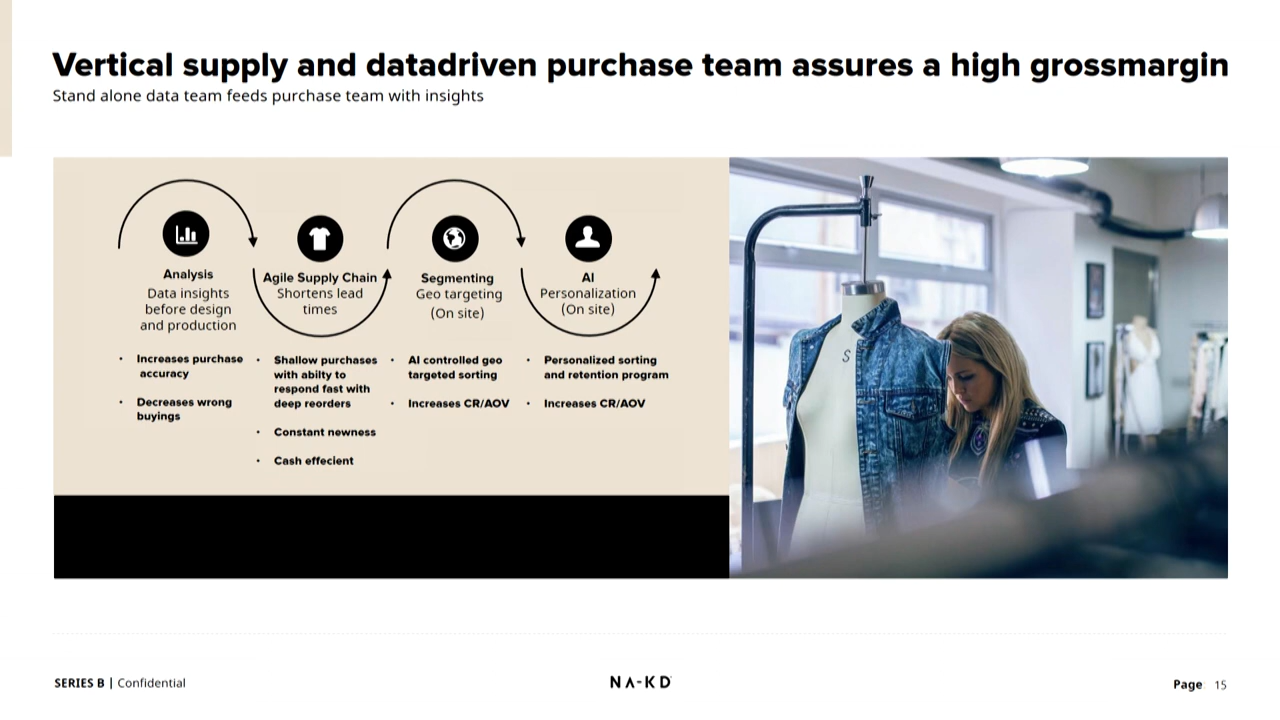 Vertical supply and datadriven purchase team assures a high grossmargin
Stand alone data team feeds purchase team with insights
Analysis
Data insights
before design
and production
• Increases purchase
accuracy
• Decreases wrong
buyings
Agile Supply Chain
Shortens lead
times
• Shallow purchases
with abilty to
respond fast with
deep reorders
• Constant newness
• Cash effecient
Segmenting
Geo targeting
(On site)
• AI controlled geo
targeted sorting
• Increases CR/AOV
AI
Personalization
(On site)
• Personalized sorting
and retention program
• Increases CR/AOV
S
SERIES B | Confidential
NA-KD
Page 15